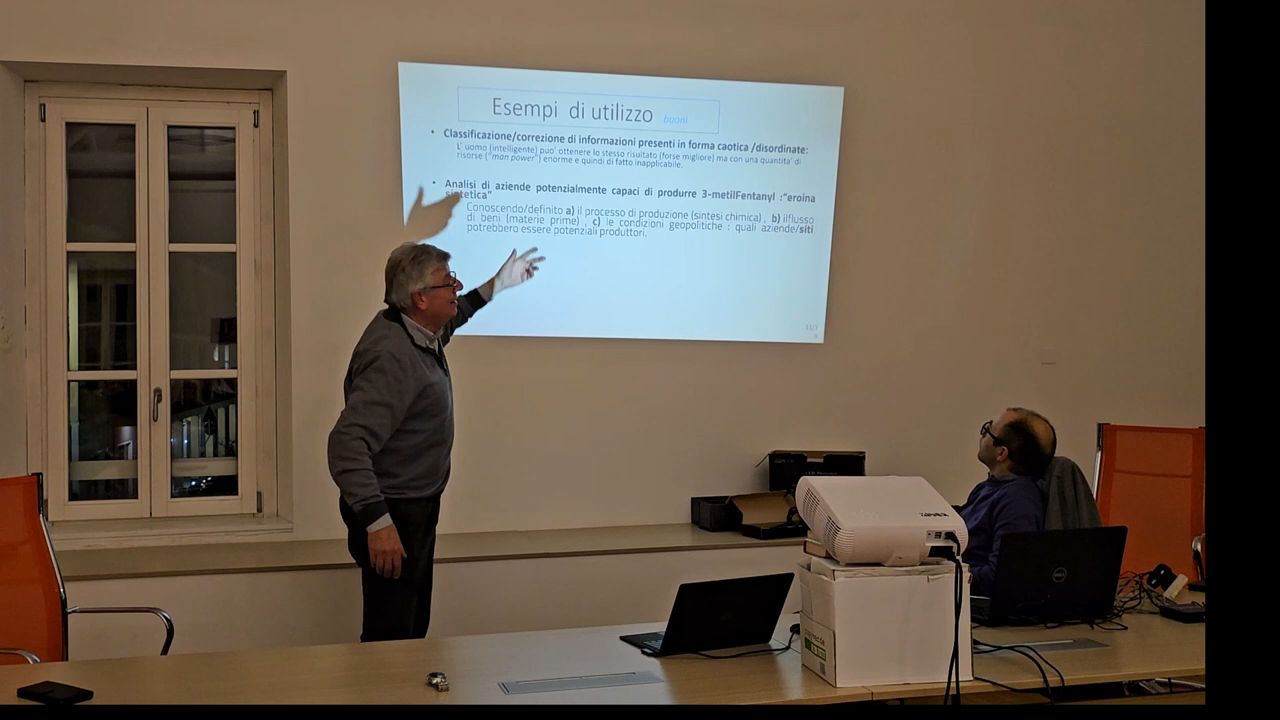 Esempi di utilizzo buoni
• Classificazione/correzione di informazioni presenti in forma caotica /disordinate:
L' uomo (intelligente) puo' ottenere lo stesso risultato (forse migliore) ma con una quantita' di
risorse ("mon power") enorme e quindi di fatto inapplicabile.
• Analisi di aziende potenzialmente capaci di produrre 3-metilFentanyl :"eroina
sintetica"
Conoscendo/definito a) il processo di produzione (sintesi chimica) , b) ilflusso
di beni (materie prime) , c) le condizioni geopolitiche : quali aziende/siti
potrebbero essere potenziali produttori.
DELL